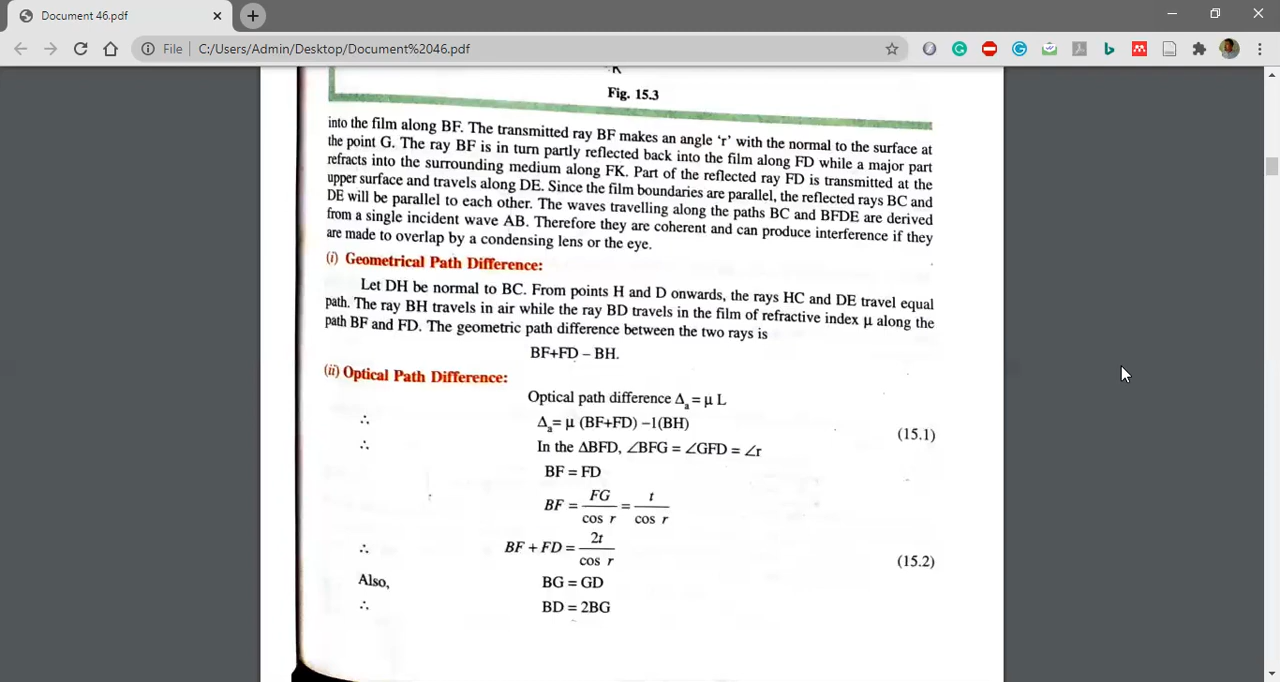 Document 46.pdf
File C:/Users/Admin/Desktop/Document%2046.pdf
K
Fig. 15.3
into the film along BF. The transmitted ray BF makes an angle ‘r’ with the normal to the surface at
the point G. The ray BF is in turn partly reflected back into the film along FD while a major part
refracts into the surrounding medium along FK. Part of the reflected ray FD is transmitted at the
upper surface and travels along DE. Since the film boundaries are parallel, the reflected rays BC and
DE will be parallel to each other. The waves travelling along the paths BC and BFDE are derived
from a single incident wave AB. Therefore they are coherent and can produce interference if they
are made to overlap by a condensing lens or the eye.
(i) Geometrical Path Difference:
Let DH be normal to BC. From points H and D onwards, the rays HC and DE travel equal
path. The ray BH travels in air while the ray BD travels in the film of refractive index μ along the
path BF and FD. The geometric path difference between the two rays is
BF+FD – BH.
(ii) Optical Path Difference:
Optical path difference Δₐ = μ L
∴ Δₐ= μ (BF+FD) –1(BH) (15.1)
∴ In the ΔBFD, ∠BFG = ∠GFD = ∠r
BF = FD
BF = FG / cos r = t / cos r
∴ BF + FD = 2t / cos r (15.2)
Also, BG = GD
∴ BD = 2BG